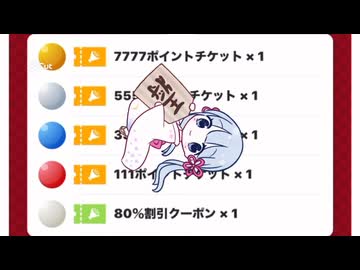 Cut
7777ポイントチケット × 1
55 ケット × 1
3 × 1
111ポイントチケット × 1
80%割引クーポン × 1